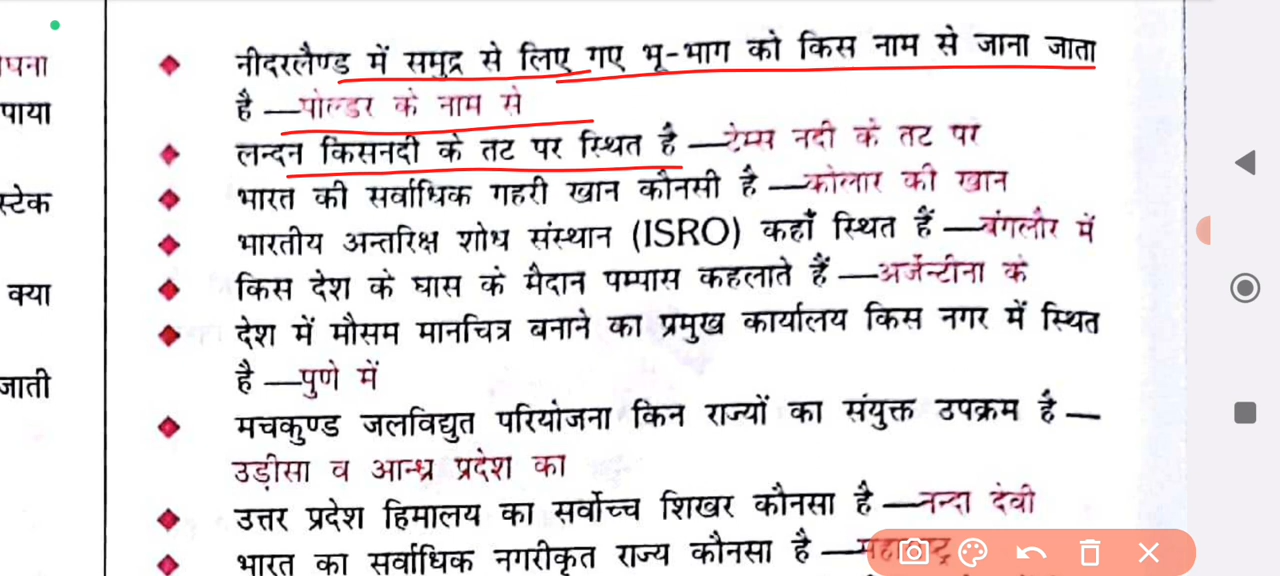 पना
पाया
स्टेक
क्या
जाती
नीदरलैण्ड में समुद्र से लिए गए भू-भाग को किस नाम से जाना जाता
है —पोल्डर के नाम से
लन्दन किसनदी के तट पर स्थित है —टेम्स नदी के तट पर
भारत की सर्वाधिक गहरी खान कौनसी है —कोलार की खान
भारतीय अन्तरिक्ष शोध संस्थान (ISRO) कहाँ स्थित हैं —बंगलौर में
किस देश के घास के मैदान पम्पास कहलाते हैं —अर्जेन्टीना के
देश में मौसम मानचित्र बनाने का प्रमुख कार्यालय किस नगर में स्थित
है —पुणे में
मचकुण्ड जलविद्युत परियोजना किन राज्यों का संयुक्त उपक्रम है —
उड़ीसा व आन्ध्र प्रदेश का
उत्तर प्रदेश हिमालय का सर्वोच्च शिखर कौनसा है —नन्दा देवी
भारत का सर्वाधिक नगरीकृत राज्य कौनसा है —